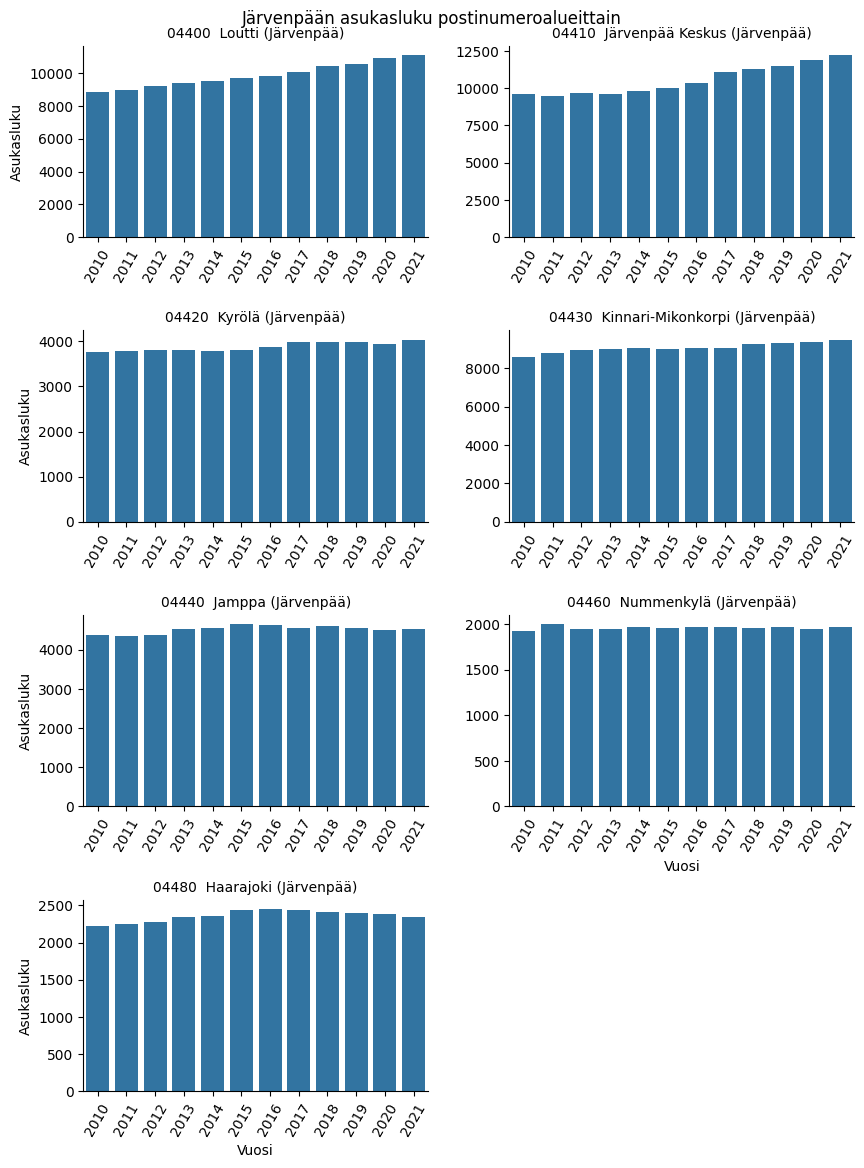 Järvenpään asukasluku postinumeroalueittain
04400  Loutti (Järvenpää)
Asukasluku
10000
8000
6000
4000
2000
0
2010 2011 2012 2013 2014 2015 2016 2017 2018 2019 2020 2021
04410  Järvenpää Keskus (Järvenpää)
12500
10000
7500
5000
2500
0
2010 2011 2012 2013 2014 2015 2016 2017 2018 2019 2020 2021
04420  Kyrölä (Järvenpää)
Asukasluku
4000
3000
2000
1000
0
2010 2011 2012 2013 2014 2015 2016 2017 2018 2019 2020 2021
04430  Kinnari-Mikonkorpi (Järvenpää)
8000
6000
4000
2000
0
2010 2011 2012 2013 2014 2015 2016 2017 2018 2019 2020 2021
04440  Jamppa (Järvenpää)
Asukasluku
4000
3000
2000
1000
0
2010 2011 2012 2013 2014 2015 2016 2017 2018 2019 2020 2021
04460  Nummenkylä (Järvenpää)
2000
1500
1000
500
0
2010 2011 2012 2013 2014 2015 2016 2017 2018 2019 2020 2021
Vuosi
04480  Haarajoki (Järvenpää)
Asukasluku
2500
2000
1500
1000
500
0
2010 2011 2012 2013 2014 2015 2016 2017 2018 2019 2020 2021
Vuosi